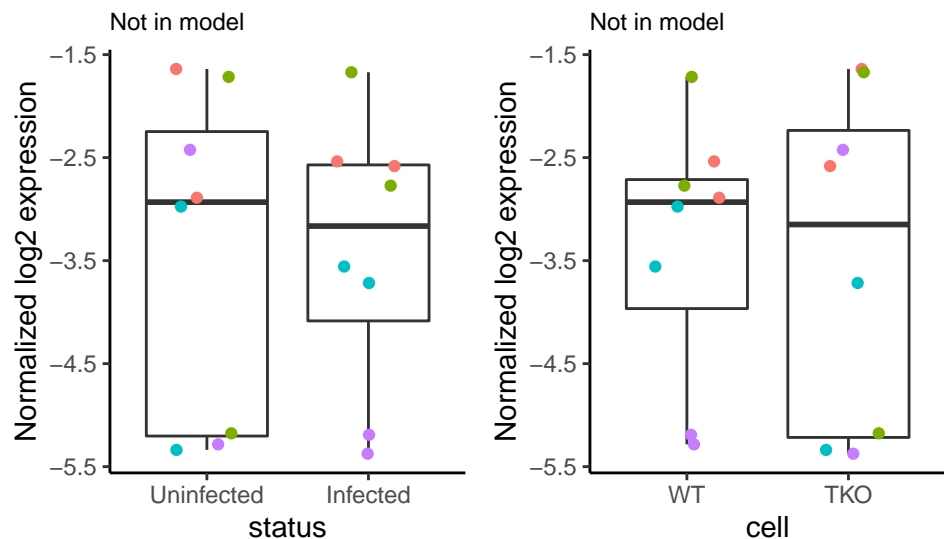 Not in model
Normalized log2 expression
−1.5
−2.5
−3.5
−4.5
−5.5
Uninfected Infected
status
Not in model
Normalized log2 expression
−1.5
−2.5
−3.5
−4.5
−5.5
WT TKO
cell